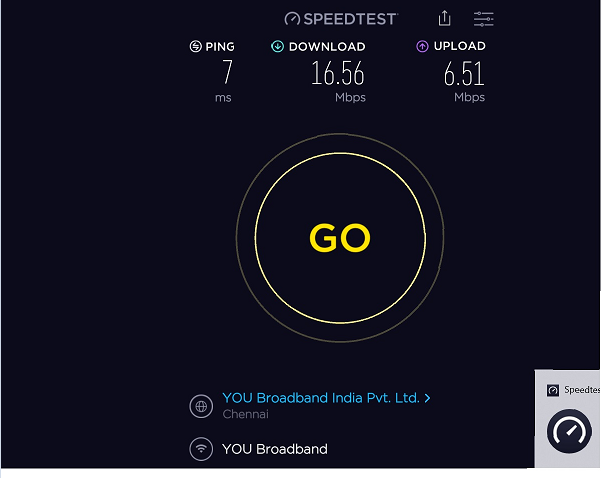 SPEEDTEST
PING DOWNLOAD UPLOAD
7 16.56 6.51
ms Mbps Mbps
GO
YOU Broadband India Pvt. Ltd.
Chennai
YOU Broadband
Speedtes